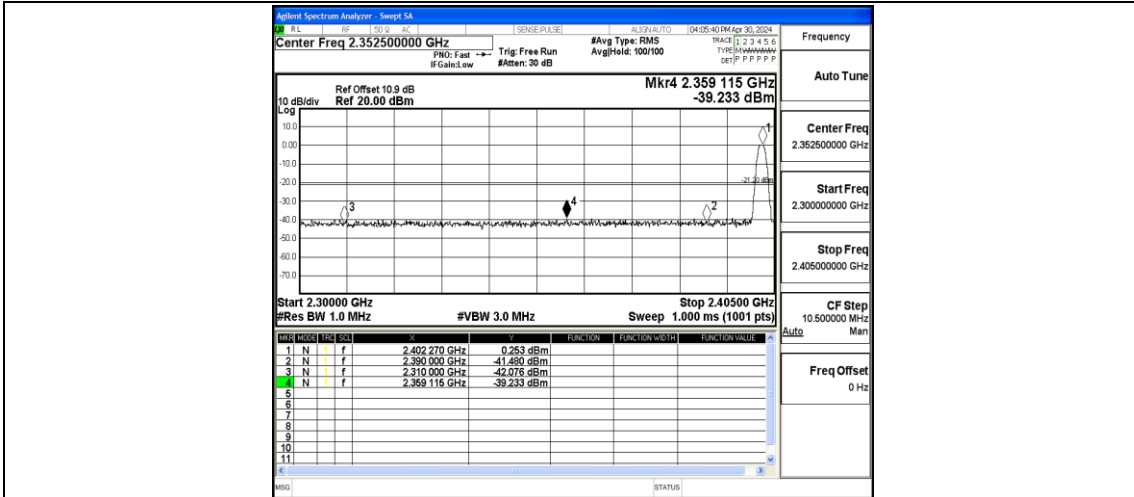 Agilent Spectrum Analyzer - Swept SA
RL RF 50 Ω AC SENSE:PULSE ALIGN AUTO 04:05:40 PM Apr 30, 2024
Center Freq 2.352500000 GHz
PNO: Fast
IFGain:Low
Trig: Free Run
#Atten: 30 dB
#Avg Type: RMS
Avg|Hold: 100/100
TRACE 1 2 3 4 5 6
TYPE M W W W W W
DET P P P P P P
Mkr4 2.359 115 GHz
-39.233 dBm
Ref Offset 10.9 dB
10 dB/div Ref 20.00 dBm
Log
10.0
0.00
-10.0
-20.0
-30.0
-40.0
-50.0
-60.0
-70.0
1
-21.20 dBm
3
4
2
Start 2.30000 GHz Stop 2.40500 GHz
#Res BW 1.0 MHz #VBW 3.0 MHz Sweep 1.000 ms (1001 pts)
MKR MODE TRC SCL X Y FUNCTION FUNCTION WIDTH FUNCTION VALUE
1 N 1 f 2.402 270 GHz 0.253 dBm
2 N 1 f 2.390 000 GHz -41.480 dBm
3 N 1 f 2.310 000 GHz -42.076 dBm
4 N 1 f 2.359 115 GHz -39.233 dBm
5
6
7
8
9
10
11
MSG STATUS
Frequency
Auto Tune
Center Freq
2.352500000 GHz
Start Freq
2.300000000 GHz
Stop Freq
2.405000000 GHz
CF Step
10.500000 MHz
Auto Man
Freq Offset
0 Hz